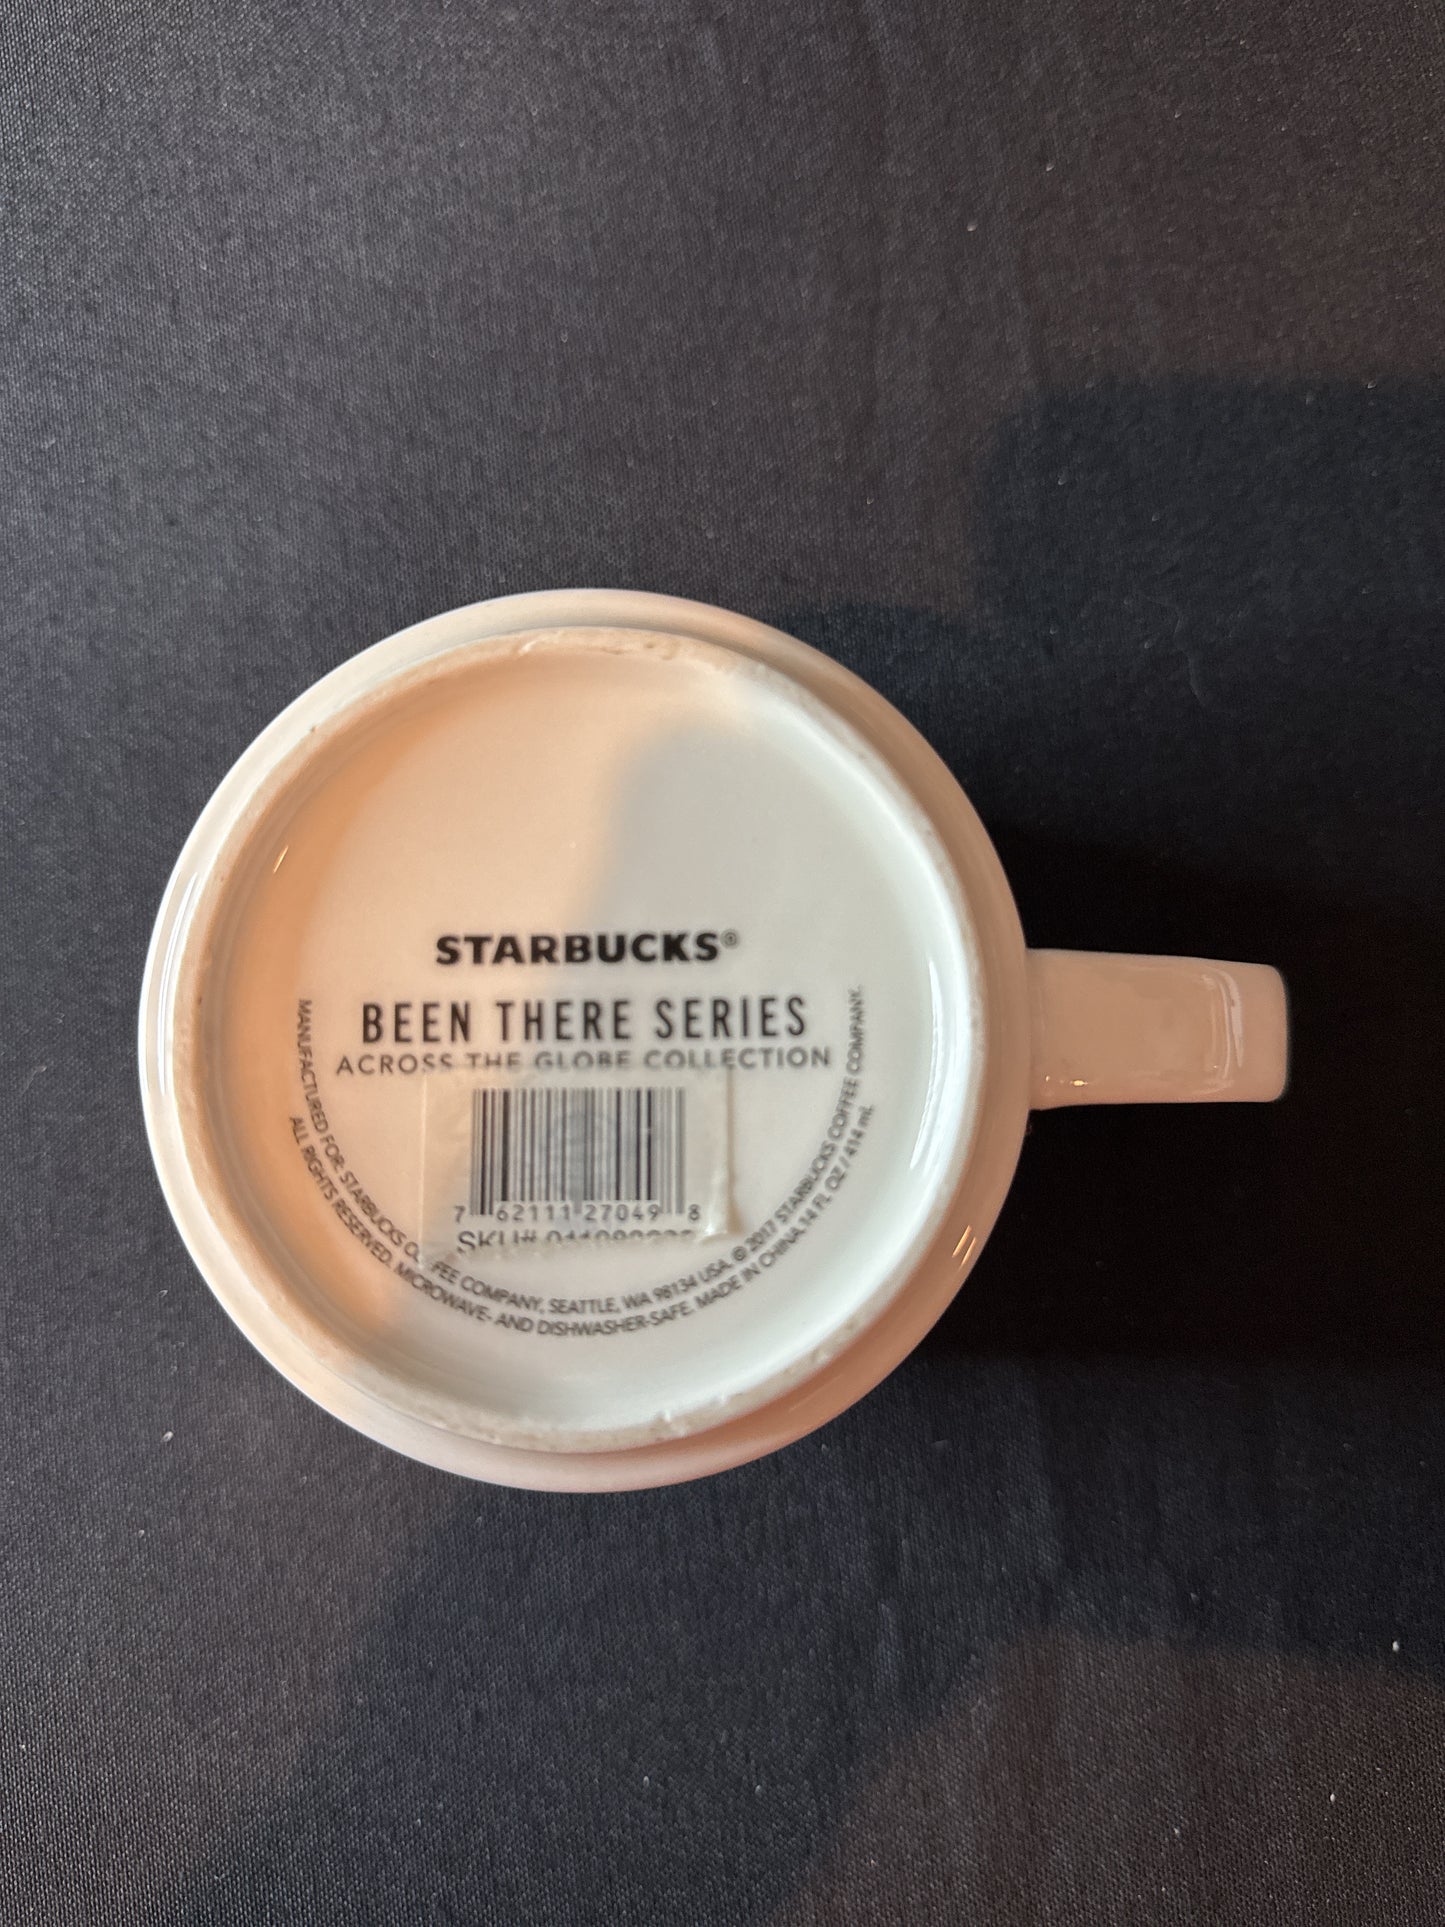 STARBUCKS®
BEEN THERE SERIES
ACROSS THE GLOBE COLLECTION
7 62111 27049 8
SKU#
MANUFACTURED FOR: STARBUCKS COFFEE COMPANY, SEATTLE, WA 98134 USA. © 2017 STARBUCKS COFFEE COMPANY.
ALL RIGHTS RESERVED. MICROWAVE- AND DISHWASHER-SAFE. MADE IN CHINA. 14 FL OZ / 414 mL